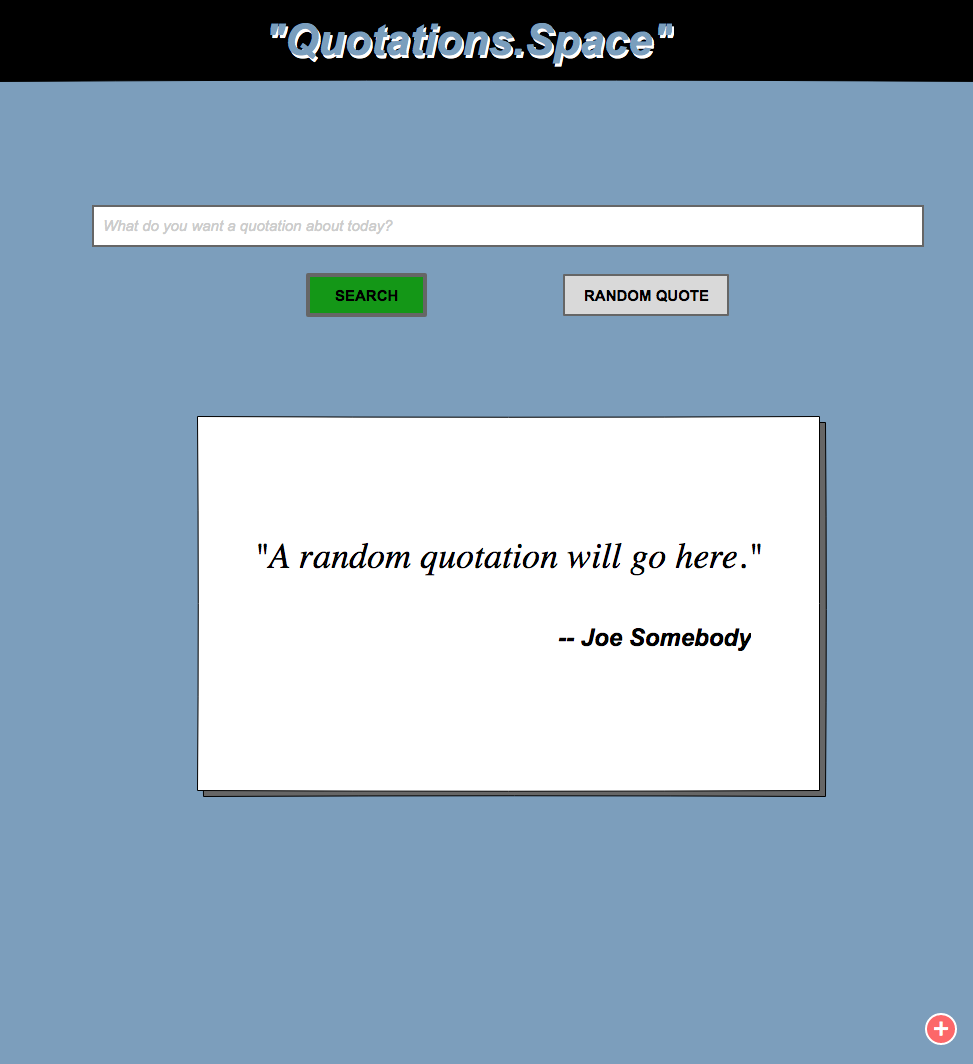 "Quotations.Space"
What do you want a quotation about today?
SEARCH
RANDOM QUOTE
"A random quotation will go here."
-- Joe Somebody
+